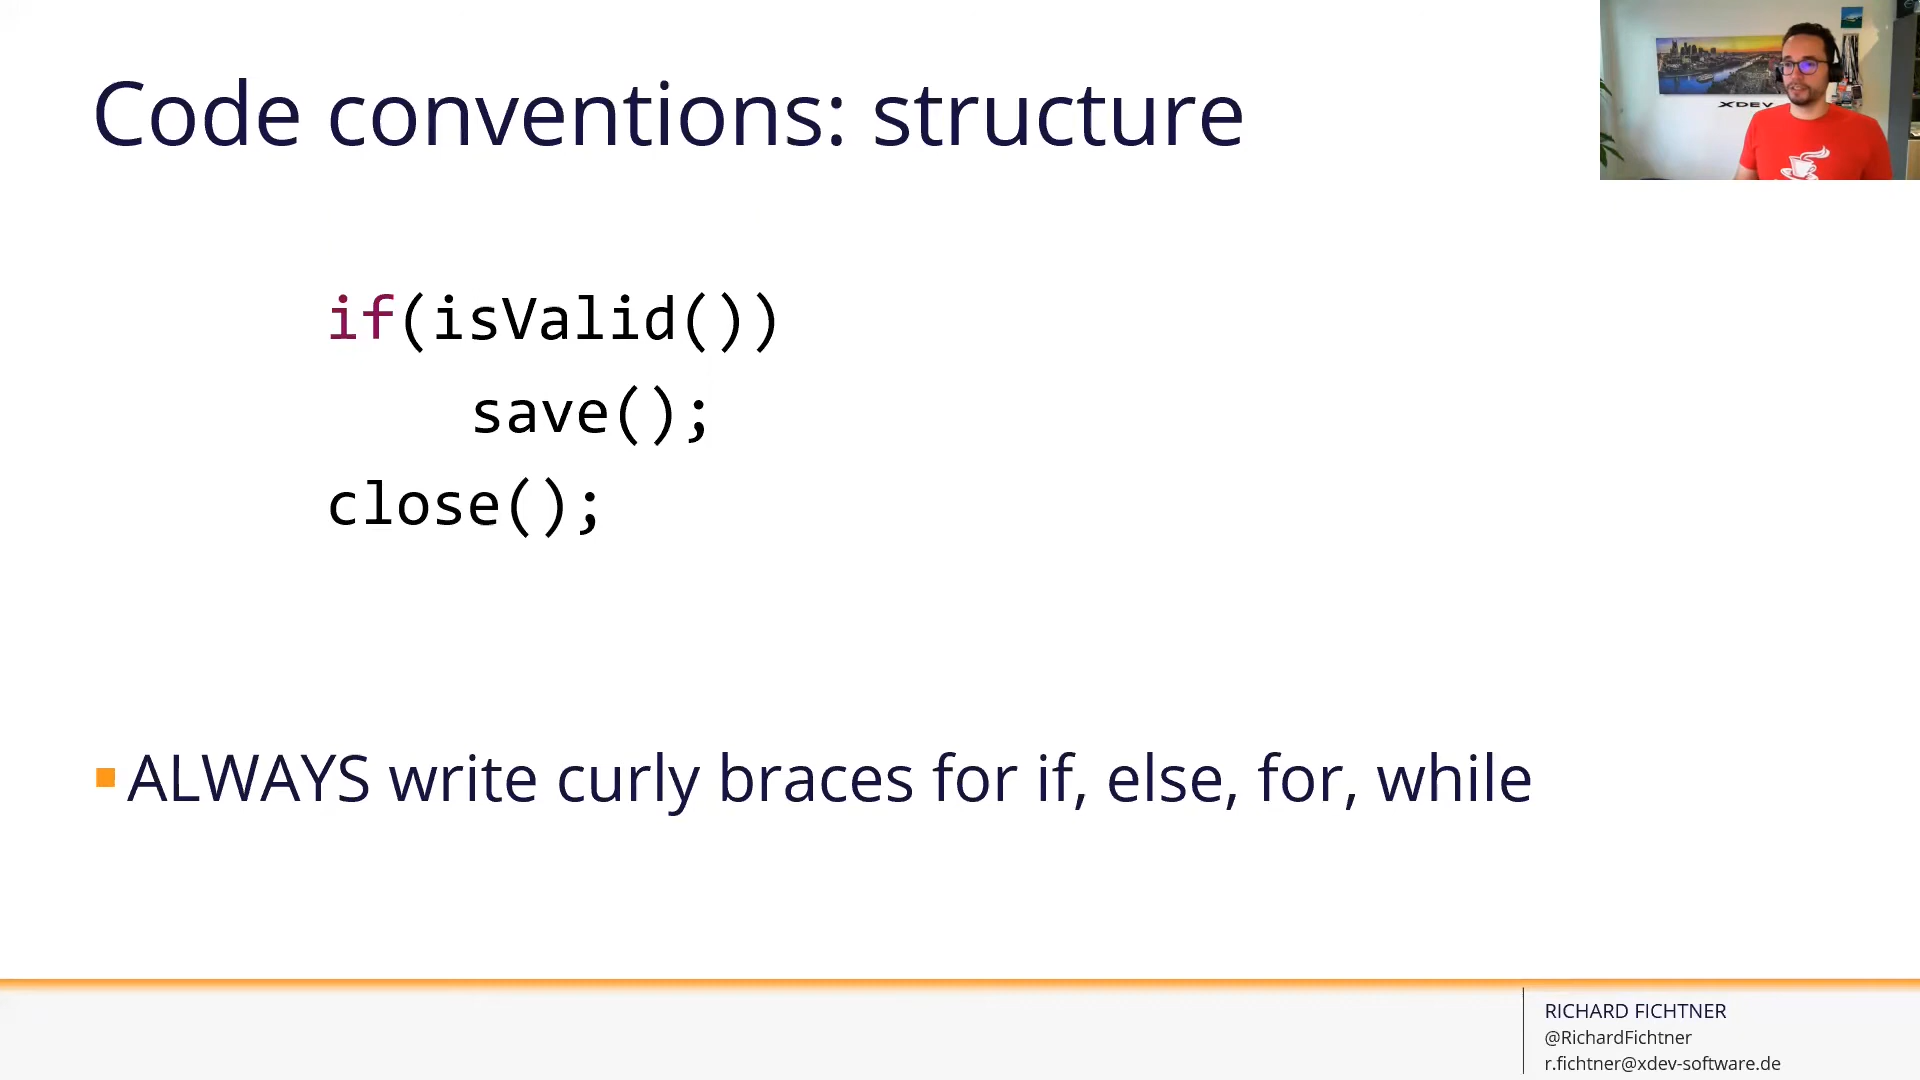 Code conventions: structure
XDEV
if(isValid())
save();
close();
ALWAYS write curly braces for if, else, for, while
RICHARD FICHTNER
@RichardFichtner
r.fichtner@xdev-software.de